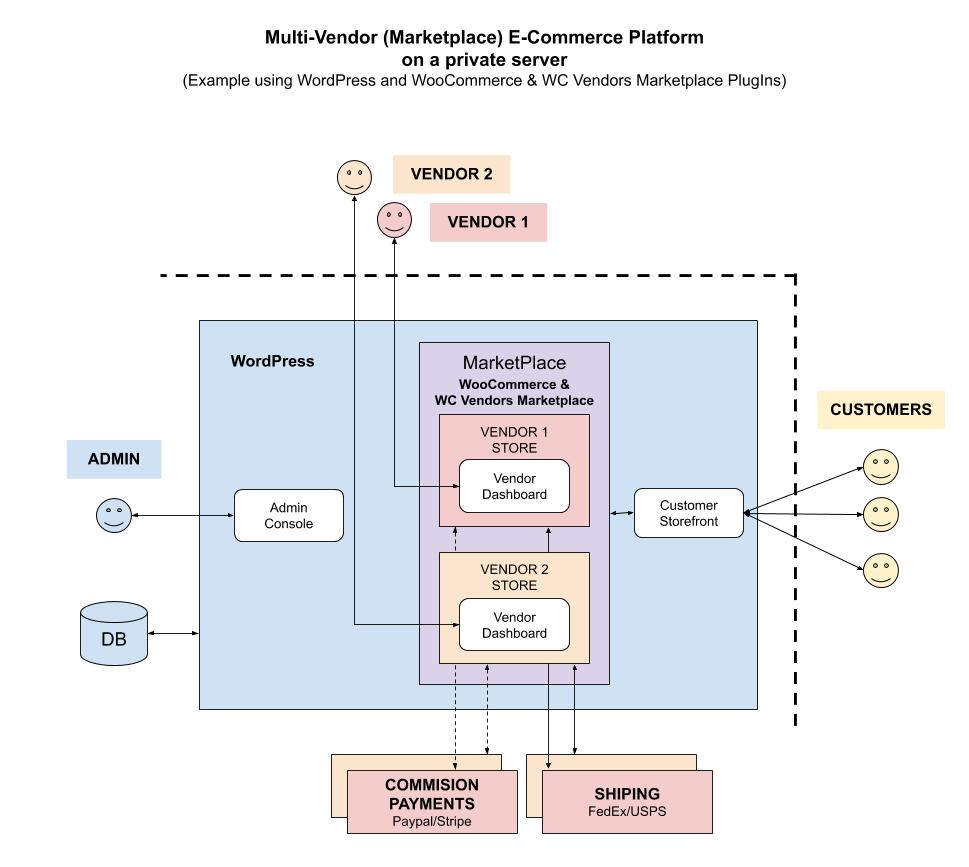 Multi-Vendor (Marketplace) E-Commerce Platform
on a private server
(Example using WordPress and WooCommerce & WC Vendors Marketplace PlugIns)
VENDOR 2
VENDOR 1
WordPress
MarketPlace
WooCommerce &
WC Vendors Marketplace
CUSTOMERS
VENDOR 1
STORE
ADMIN
Vendor
Dashboard
Admin
Console
Customer
Storefront
VENDOR 2
STORE
Vendor
Dashboard
DB
COMMISION
PAYMENTS
Paypal/Stripe
SHIPING
FedEx/USPS